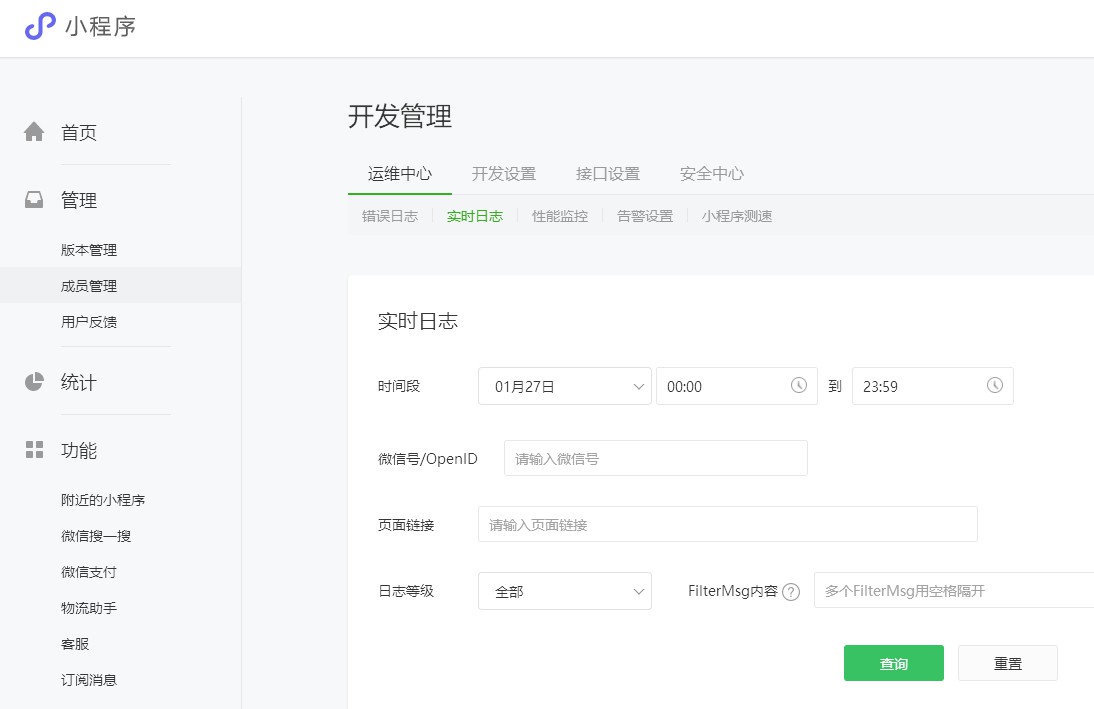 小程序
首页
管理
版本管理
成员管理
用户反馈
统计
功能
附近的小程序
微信搜一搜
微信支付
物流助手
客服
订阅消息
开发管理
运维中心 开发设置 接口设置 安全中心
错误日志 实时日志 性能监控 告警设置 小程序测速
实时日志
时间段 01月27日 00:00 到 23:59
微信号/OpenID 请输入微信号
页面链接 请输入页面链接
日志等级 全部 FilterMsg内容 ? 多个FilterMsg用空格隔开
查询 重置